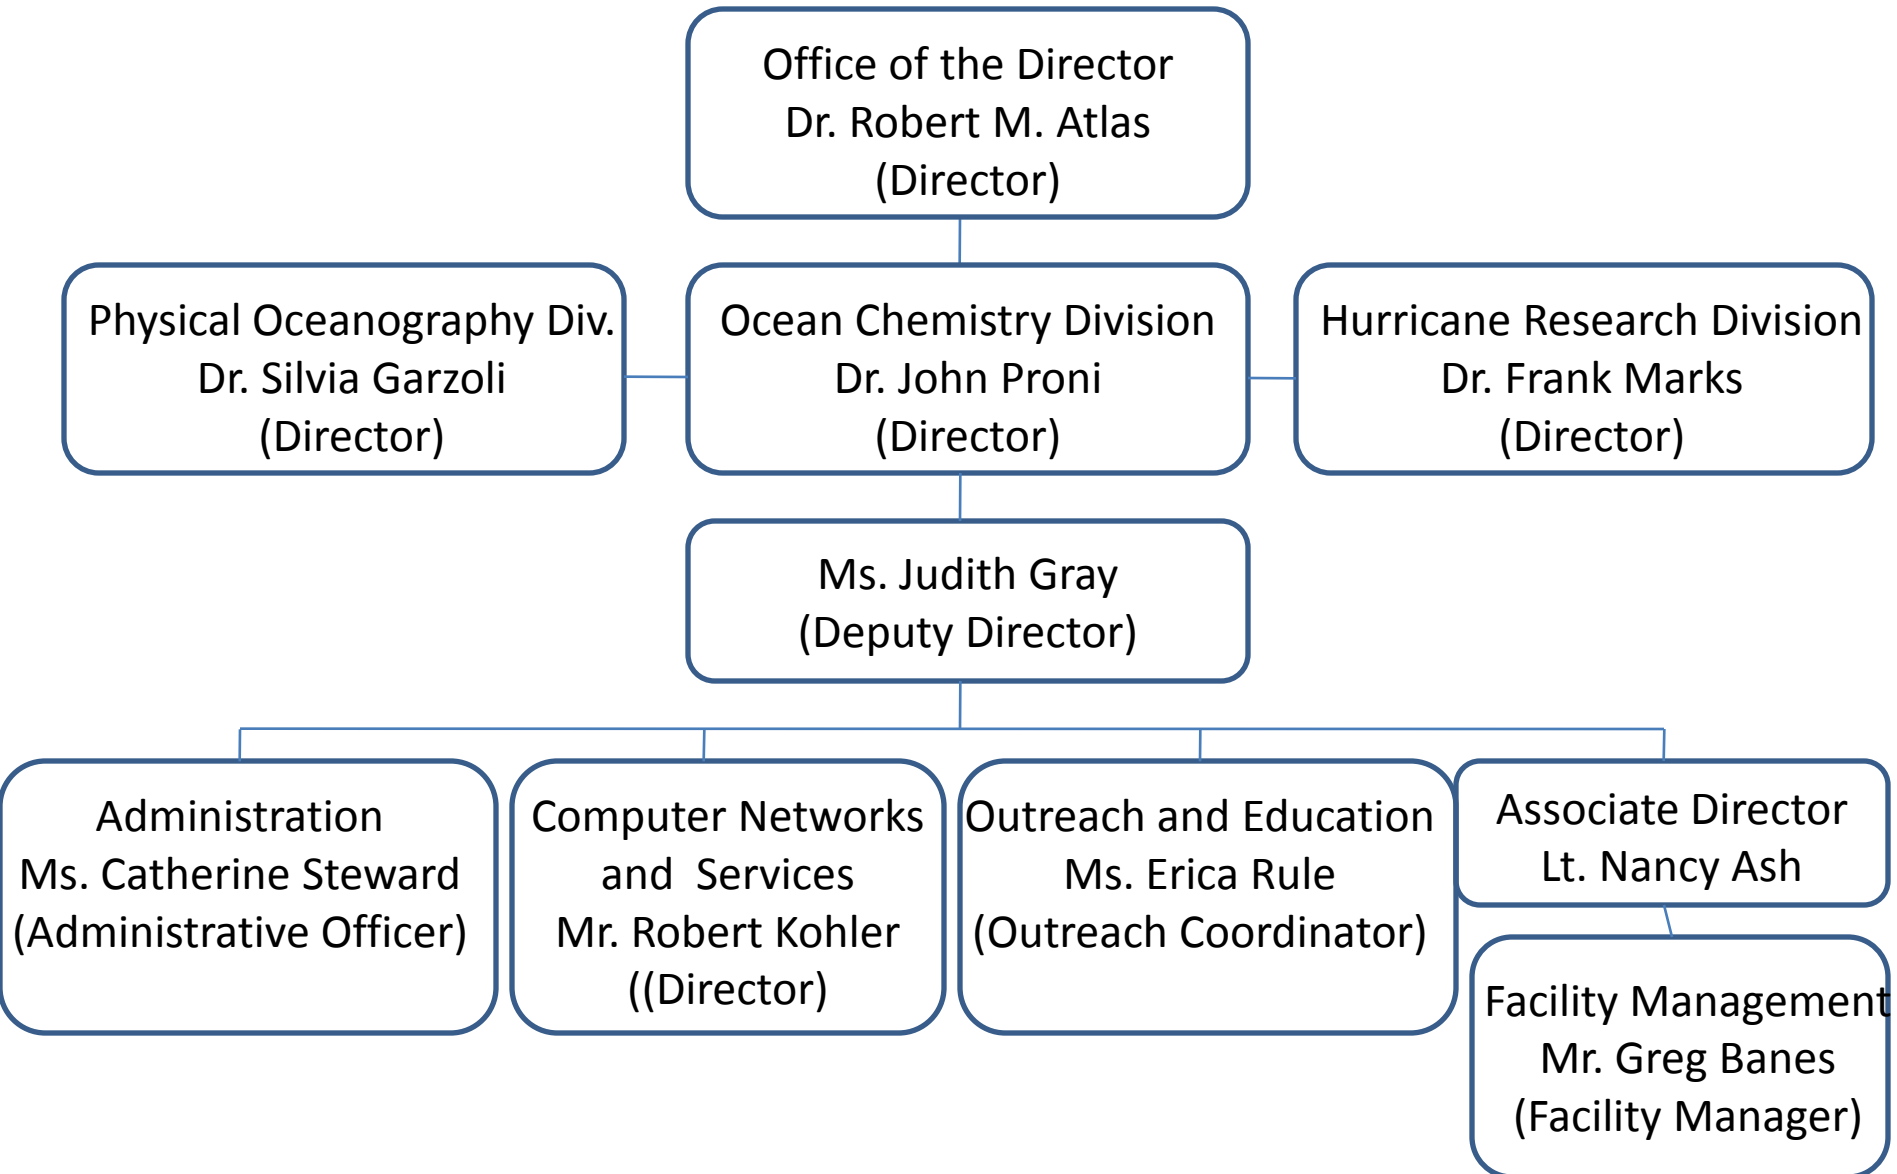 Office of the Director
Dr. Robert M. Atlas
(Director)
Physical Oceanography Div.
Dr. Silvia Garzoli
(Director)
Ocean Chemistry Division
Dr. John Proni
(Director)
Hurricane Research Division
Dr. Frank Marks
(Director)
Ms. Judith Gray
(Deputy Director)
Administration
Ms. Catherine Steward
(Administrative Officer)
Computer Networks
and  Services
Mr. Robert Kohler
((Director)
Outreach and Education
Ms. Erica Rule
(Outreach Coordinator)
Associate Director
Lt. Nancy Ash
Facility Management
Mr. Greg Banes
(Facility Manager)